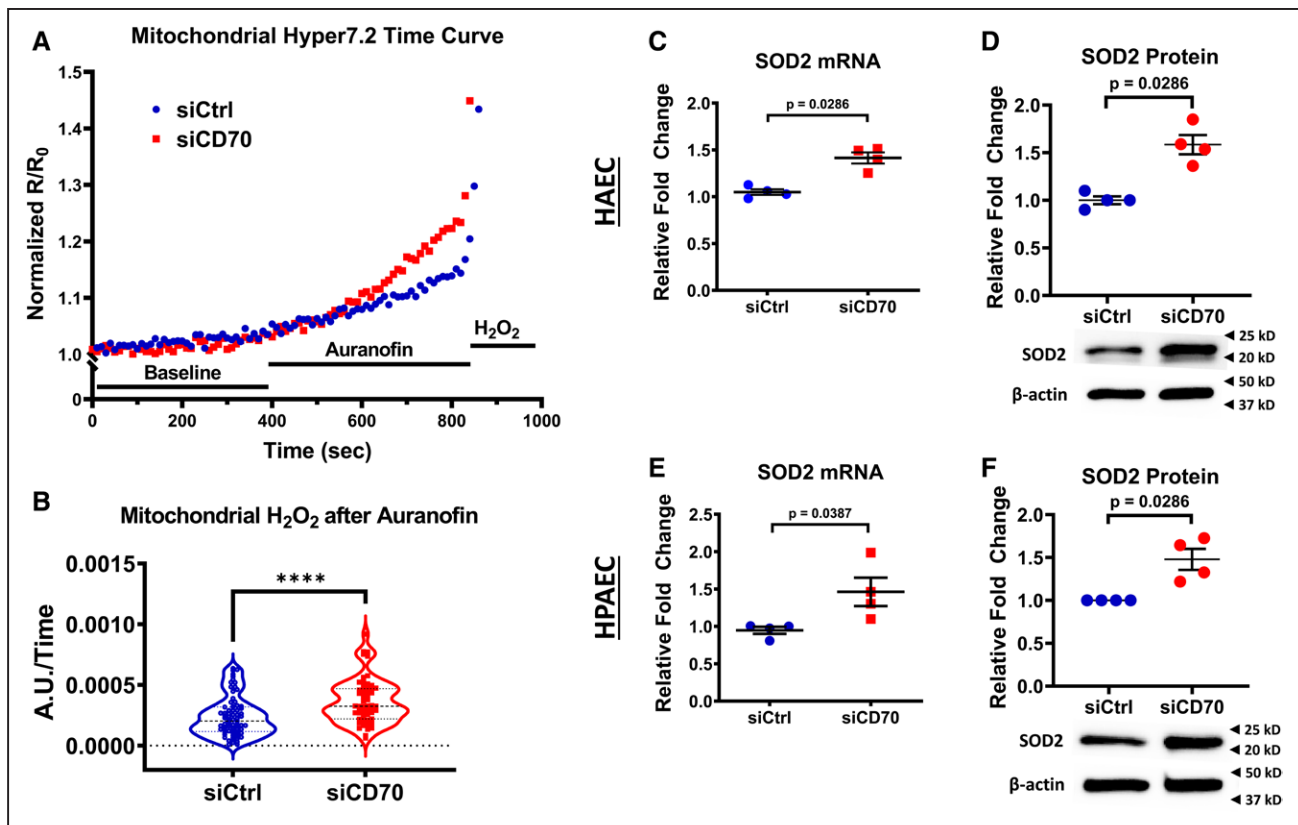 A
Mitochondrial Hyper7.2 Time Curve
1.5
1.4
1.3
1.2
1.1
1.0
0
Normalized R/R₀
siCtrl
siCD70
Baseline
Auranofin
H₂O₂
0 200 400 600 800 1000
Time (sec)
B
Mitochondrial H₂O₂ after Auranofin
0.0015
0.0010
0.0005
0.0000
A.U./Time
****
siCtrl siCD70
HAEC
C
SOD2 mRNA
p = 0.0286
2.0
1.5
1.0
0.5
0.0
Relative Fold Change
siCtrl siCD70
D
SOD2 Protein
p = 0.0286
2.0
1.5
1.0
0.5
0.0
Relative Fold Change
siCtrl siCD70
SOD2
◄ 25 kD
◄ 20 kD
β-actin
◄ 50 kD
◄ 37 kD
HPAEC
E
SOD2 mRNA
p = 0.0387
2.5
2.0
1.5
1.0
0.5
0.0
Relative Fold Change
siCtrl siCD70
F
SOD2 Protein
p = 0.0286
2.0
1.5
1.0
0.5
0.0
Relative Fold Change
siCtrl siCD70
SOD2
◄ 25 kD
◄ 20 kD
β-actin
◄ 50 kD
◄ 37 kD